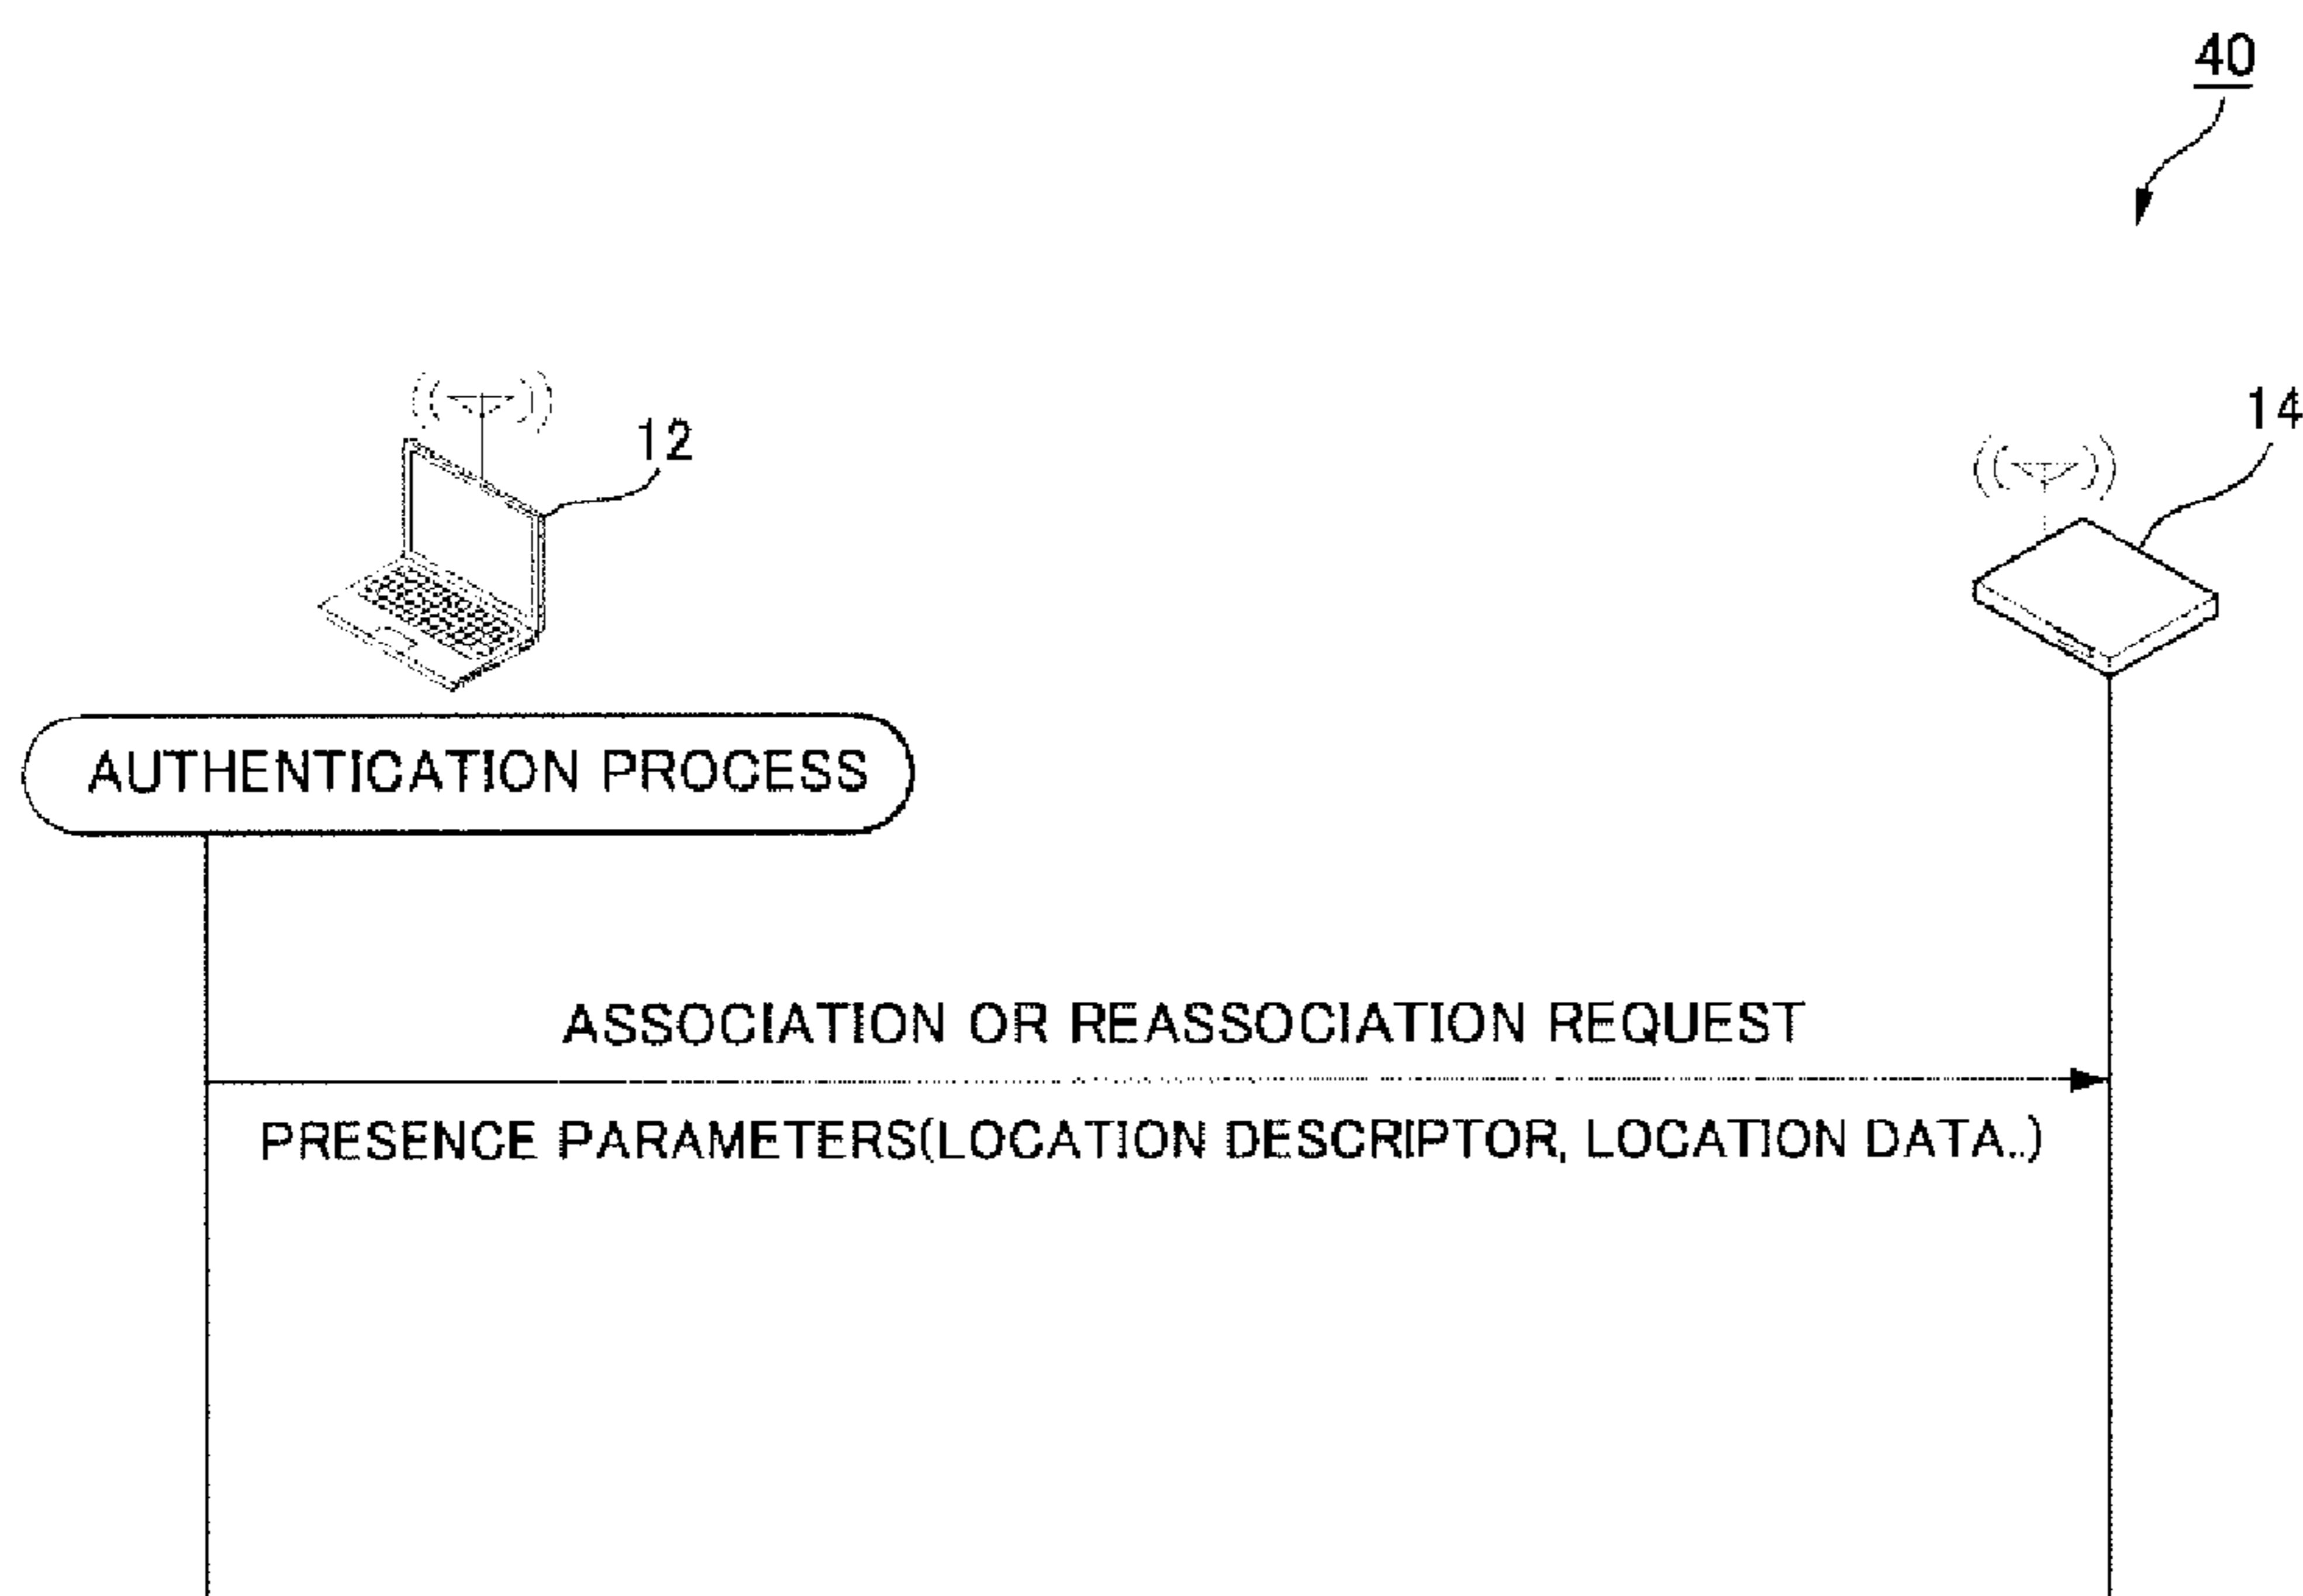 40
12
14
AUTHENTICATION PROCESS
ASSOCIATION OR REASSOCIATION REQUEST
PRESENCE PARAMETERS(LOCATION DESCRIPTOR, LOCATION DATA..)